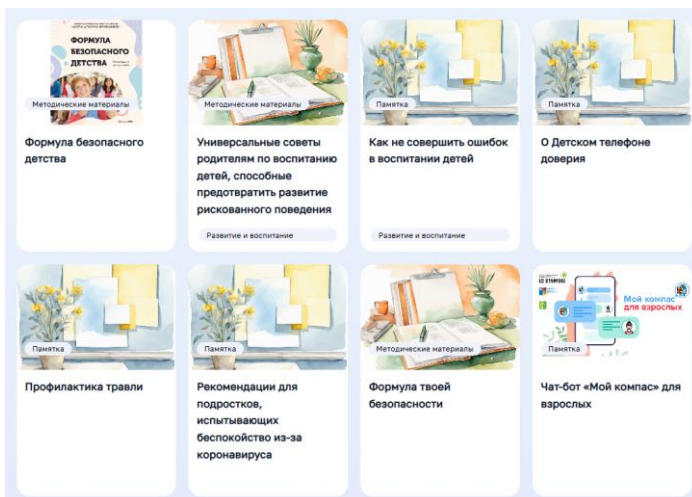 ФОРМУЛА
БЕЗОПАСНОГО
ДЕТСТВА
Методические материалы
Формула безопасного
детства
Методические материалы
Универсальные советы
родителям по воспитанию
детей, способные
предотвратить развитие
рискованного поведения
Развитие и воспитание
Памятка
Как не совершить ошибок
в воспитании детей
Развитие и воспитание
Памятка
О Детском телефоне
доверия
Памятка
Профилактика травли
Памятка
Рекомендации для
подростков,
испытывающих
беспокойство из-за
коронавируса
Методические материалы
Формула твоей
безопасности
Мой компас
для взрослых
Памятка
Чат-бот «Мой компас» для
взрослых